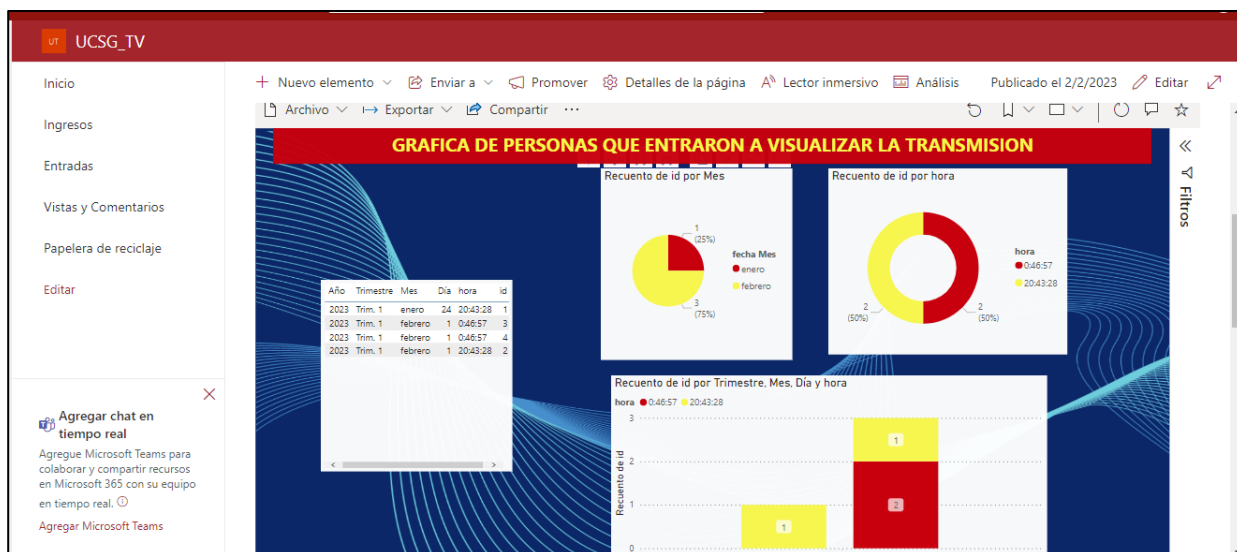 UT UCSG_TV
Inicio
Ingresos
Entradas
Vistas y Comentarios
Papelera de reciclaje
Editar
Nuevo elemento Enviar a Promover Detalles de la página Lector inmersivo Análisis Publicado el 2/2/2023 Editar
Archivo Exportar Compartir ...
GRAFICA DE PERSONAS QUE ENTRARON A VISUALIZAR LA TRANSMISION
Filtros
Año Trimestre Mes Día hora id
2023 Trim. 1 enero 24 20:43:28 1
2023 Trim. 1 febrero 1 0:46:57 3
2023 Trim. 1 febrero 1 0:46:57 4
2023 Trim. 1 febrero 1 20:43:28 2
Recuento de id por Mes
1
(25%)
fecha Mes
enero
febrero
3
(75%)
Recuento de id por hora
hora
0:46:57
20:43:28
2
(50%)
2
(50%)
Recuento de id por Trimestre, Mes, Día y hora
hora 0:46:57 20:43:28
Recuento de id
3
2
1
0
1
1
2
Agregar chat en
tiempo real
Agregue Microsoft Teams para
colaborar y compartir recursos
en Microsoft 365 con su equipo
en tiempo real.
Agregar Microsoft Teams